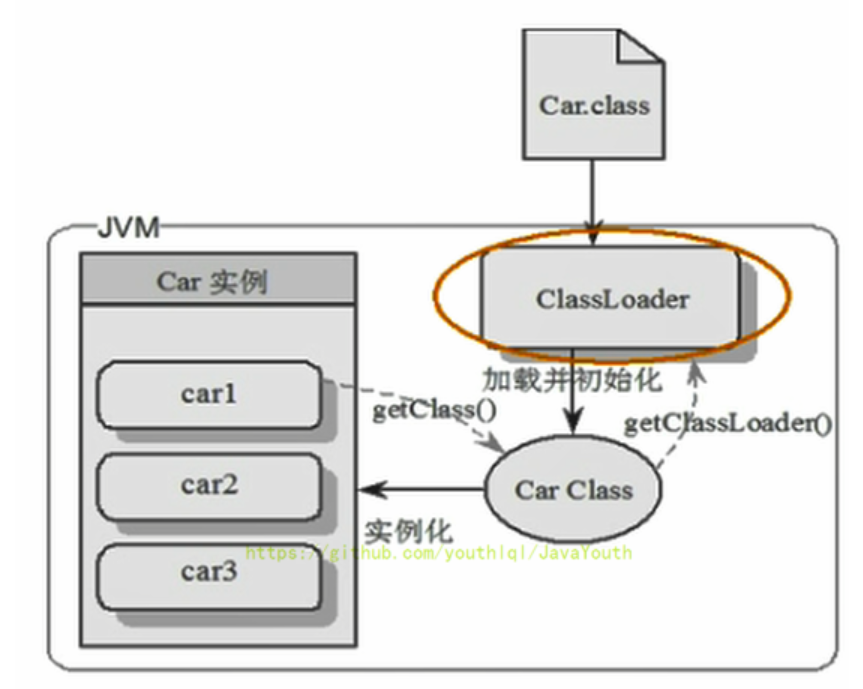 Car.class
JVM
Car 实例
ClassLoader
加载并初始化
car1
getClass()
getClassLoader()
car2
Car Class
实例化
https://github.com/youthlql/JavaYouth
car3